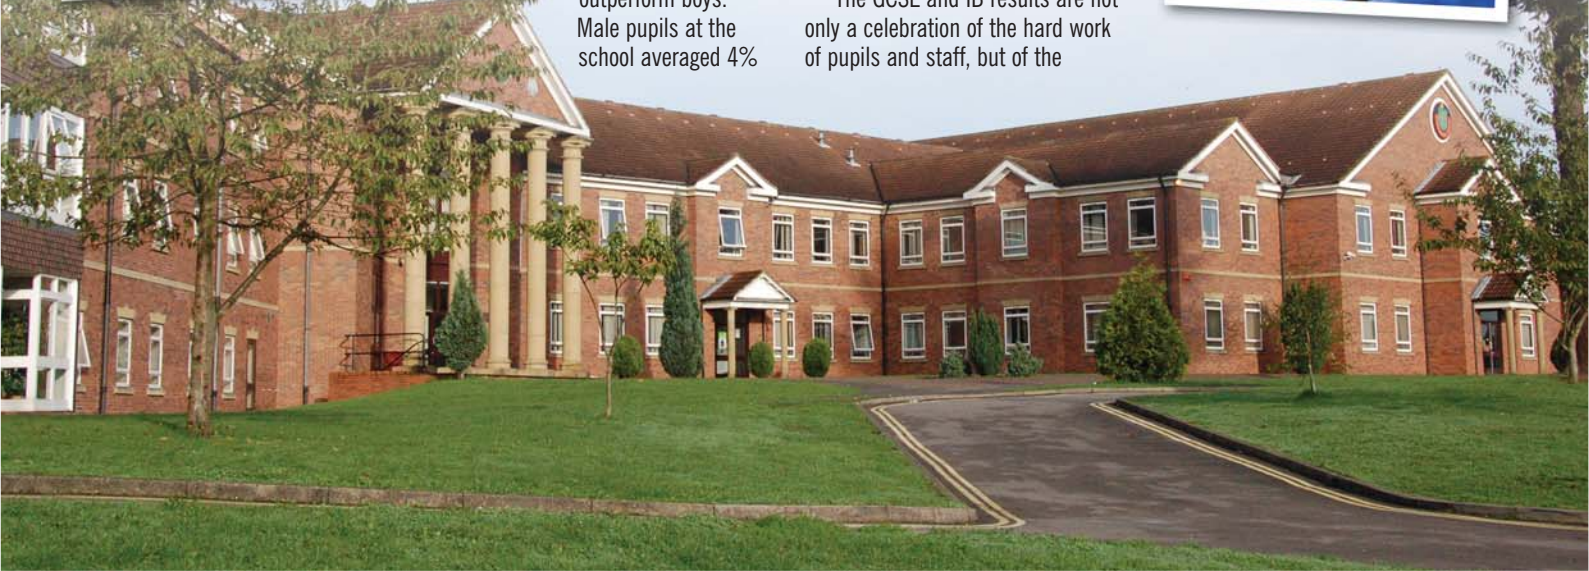 outperform boys.
Male pupils at the
school averaged 4%
The GCSE and IB results are not
only a celebration of the hard work
of pupils and staff, but of the